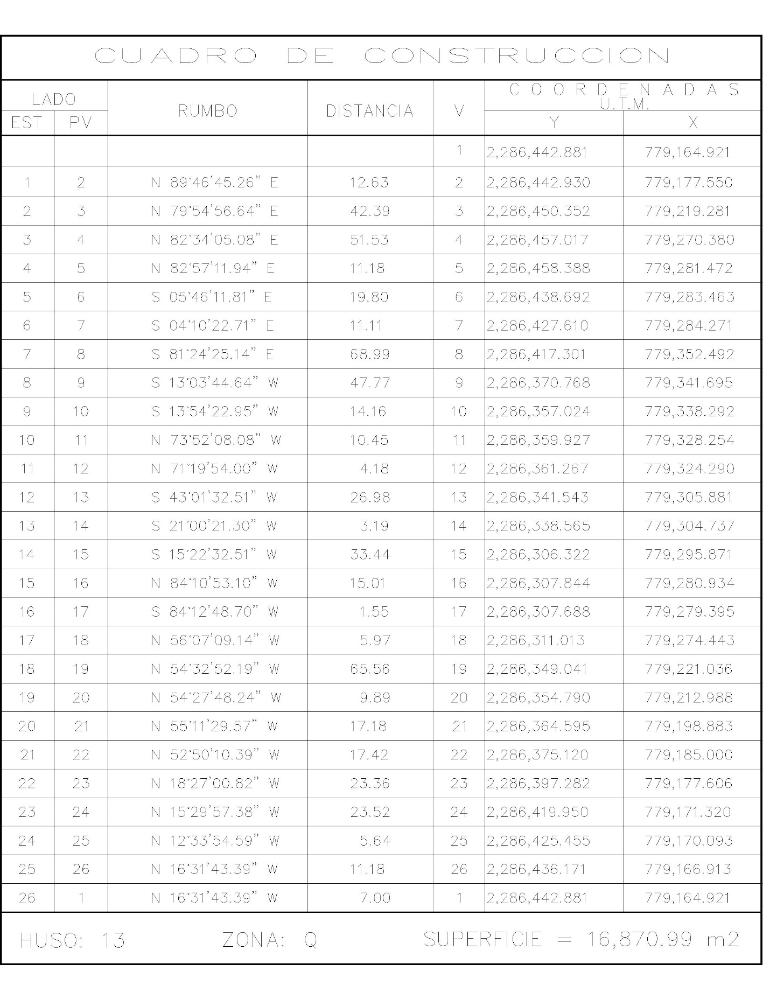 CUADRO DE CONSTRUCCION
LADO RUMBO DISTANCIA V COORDENADAS U.T.M.
EST PV Y X
1 2,286,442.881 779,164.921
1 2 N 89°46'45.26" E 12.63 2 2,286,442.930 779,177.550
2 3 N 79°54'56.64" E 42.39 3 2,286,450.352 779,219.281
3 4 N 82°34'05.08" E 51.53 4 2,286,457.017 779,270.380
4 5 N 82°57'11.94" E 11.18 5 2,286,458.388 779,281.472
5 6 S 05°46'11.81" E 19.80 6 2,286,438.692 779,283.463
6 7 S 04°10'22.71" E 11.11 7 2,286,427.610 779,284.271
7 8 S 81°24'25.14" E 68.99 8 2,286,417.301 779,352.492
8 9 S 13°03'44.64" W 47.77 9 2,286,370.768 779,341.695
9 10 S 13°54'22.95" W 14.16 10 2,286,357.024 779,338.292
10 11 N 73°52'08.08" W 10.45 11 2,286,359.927 779,328.254
11 12 N 71°19'54.00" W 4.18 12 2,286,361.267 779,324.290
12 13 S 43°01'32.51" W 26.98 13 2,286,341.543 779,305.881
13 14 S 21°00'21.30" W 3.19 14 2,286,338.565 779,304.737
14 15 S 15°22'32.51" W 33.44 15 2,286,306.322 779,295.871
15 16 N 84°10'53.10" W 15.01 16 2,286,307.844 779,280.934
16 17 S 84°12'48.70" W 1.55 17 2,286,307.688 779,279.395
17 18 N 56°07'09.14" W 5.97 18 2,286,311.013 779,274.443
18 19 N 54°32'52.19" W 65.56 19 2,286,349.041 779,221.036
19 20 N 54°27'48.24" W 9.89 20 2,286,354.790 779,212.988
20 21 N 55°11'29.57" W 17.18 21 2,286,364.595 779,198.883
21 22 N 52°50'10.39" W 17.42 22 2,286,375.120 779,185.000
22 23 N 18°27'00.82" W 23.36 23 2,286,397.282 779,177.606
23 24 N 15°29'57.38" W 23.52 24 2,286,419.950 779,171.320
24 25 N 12°33'54.59" W 5.64 25 2,286,425.455 779,170.093
25 26 N 16°31'43.39" W 11.18 26 2,286,436.171 779,166.913
26 1 N 16°31'43.39" W 7.00 1 2,286,442.881 779,164.921
HUSO: 13 ZONA: Q SUPERFICIE = 16,870.99 m2